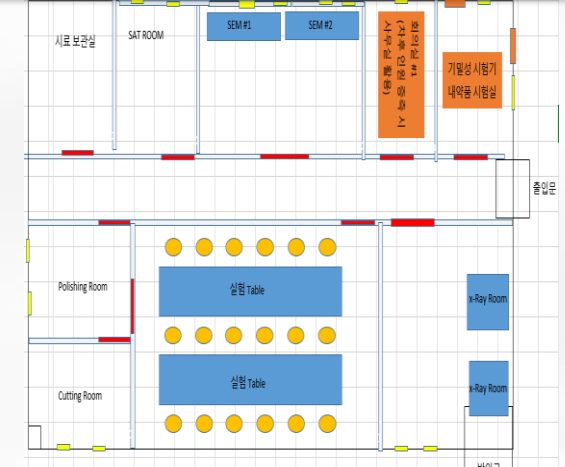 시료 보관실
SAT ROOM
SEM #1
SEM #2
회의실 #1
(차후 인원 증축 시
사무실 활용)
기밀성 시험기
내약품 시험실
출입문
Polishing Room
실험 Table
x-Ray Room
Cutting Room
실험 Table
x-Ray Room